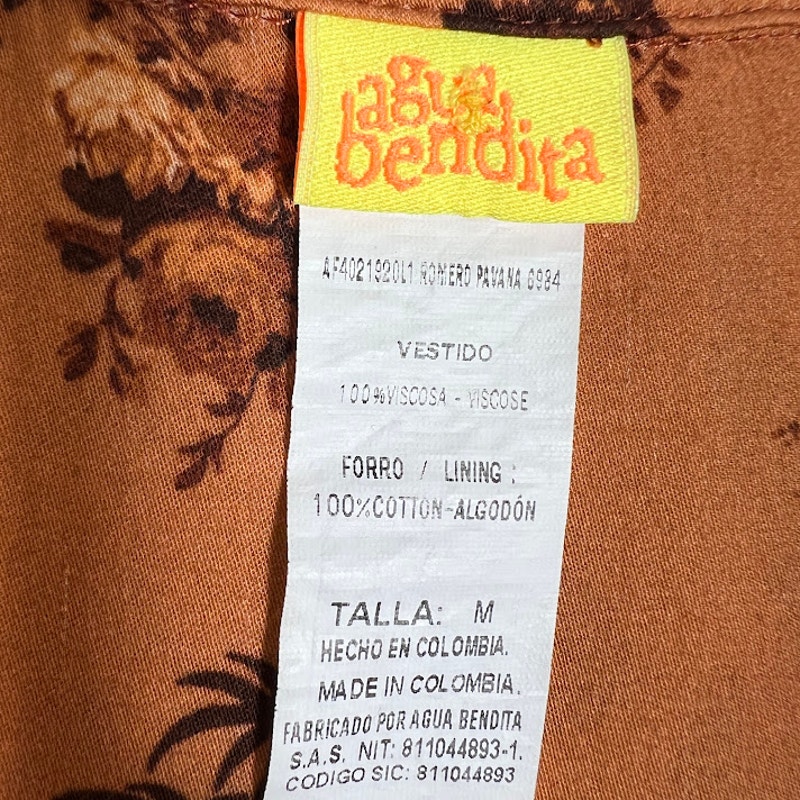 agua
bendita
AF4021920L1 ROMERO PAVANA 6984
VESTIDO
100%VISCOSA - VISCOSE
FORRO / LINING :
100%COTTON-ALGODÓN
TALLA: M
HECHO EN COLOMBIA.
MADE IN COLOMBIA.
FABRICADO POR AGUA BENDITA
S.A.S. NIT: 811044893-1.
CODIGO SIC: 811044893